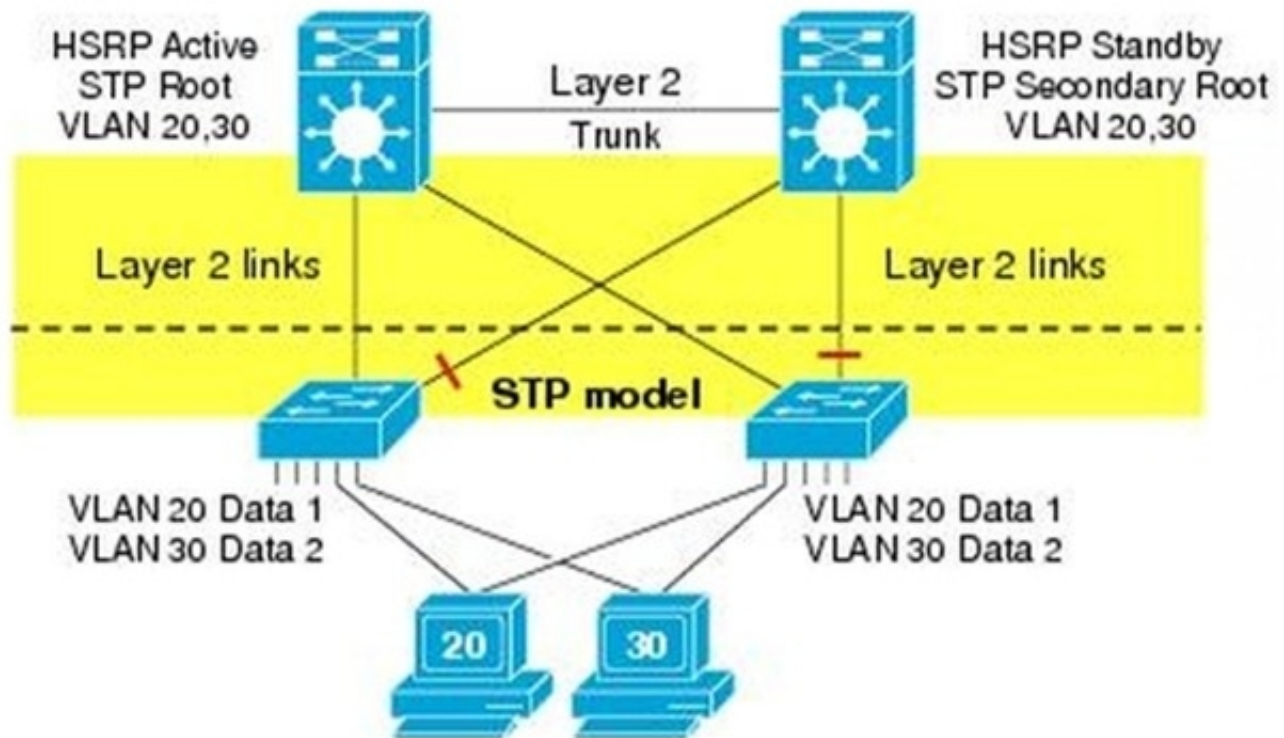 HSRP Active
STP Root
VLAN 20,30
Layer 2
Trunk
HSRP Standby
STP Secondary Root
VLAN 20,30
Layer 2 links
Layer 2 links
STP model
VLAN 20 Data 1
VLAN 30 Data 2
VLAN 20 Data 1
VLAN 30 Data 2
20
30